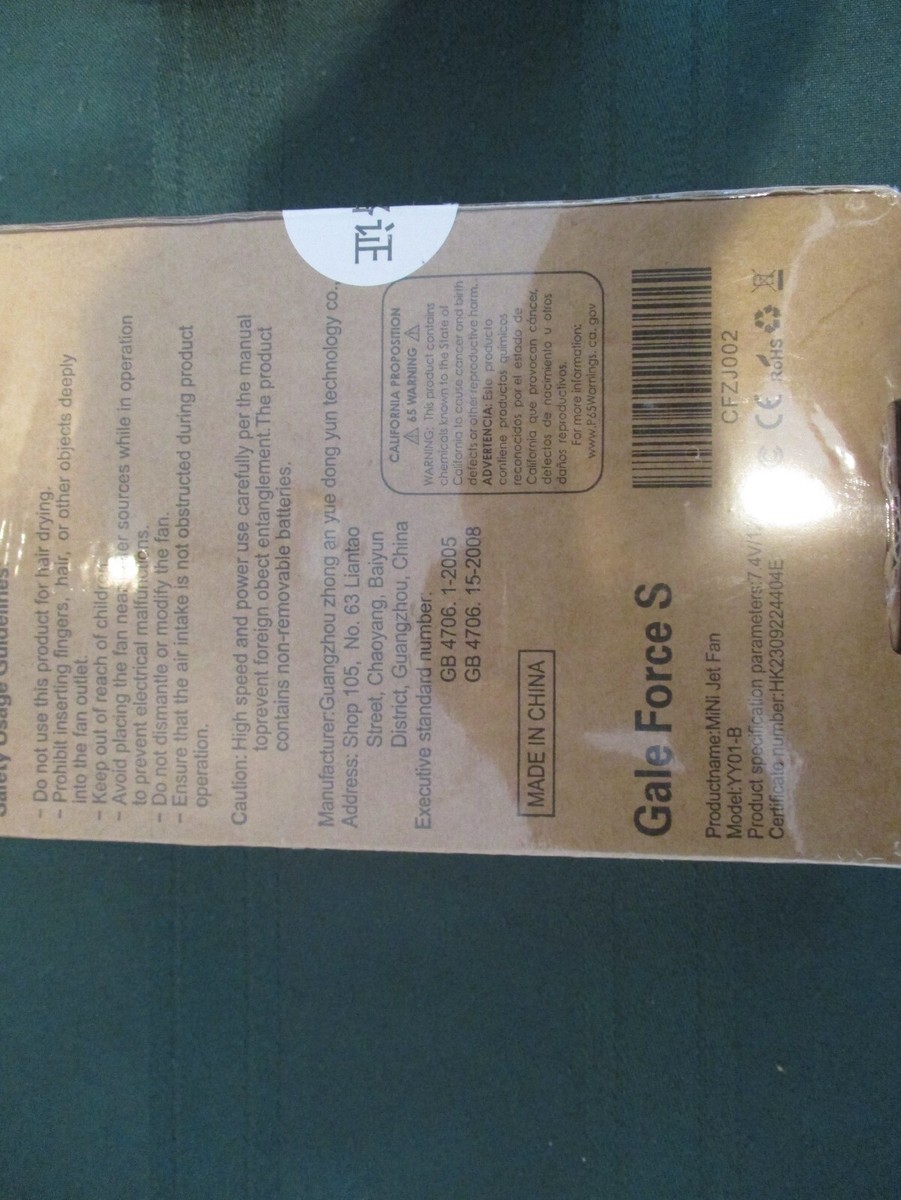 Safety Usage Guidelines
- Do not use this product for hair drying.
- Prohibit inserting fingers, hair, or other objects deeply
into the fan outlet.
- Keep out of reach of children
- Avoid placing the fan near water sources while in operation
to prevent electrical malfunctions.
- Do not dismantle or modify the fan.
- Ensure that the air intake is not obstructed during product
operation.
Caution: High speed and power use carefully per the manual
toprevent foreign obect entanglement.The product
contains non-removable batteries.
Manufacturer:Guangzhou zhong an yue dong yun technology co.,
Address: Shop 105, No. 63 Liantao
Street, Chaoyang, Baiyun
District, Guangzhou, China
Executive standard number:
GB 4706. 1-2005
GB 4706. 15-2008
MADE IN CHINA
CALIFORNIA PROPOSITION
⚠ 65 WARNING ⚠
WARNING: This product contains
chemicals known to the State of
California to cause cancer and birth
defects or other reproductive harm.
ADVERTENCIA: Este producto
contiene productos químicos
reconocidos por el estado de
California que provocan cáncer,
defectos de nacimiento u otros
daños reproductivos.
For more information:
www.P65warnings. ca. gov
Gale Force S
Productname:MiNi Jet Fan
Model:YY01-B
Product specification parameters:7.4V/1
Certificate number:HK2309224404E
CFZJ002
CE RoHS